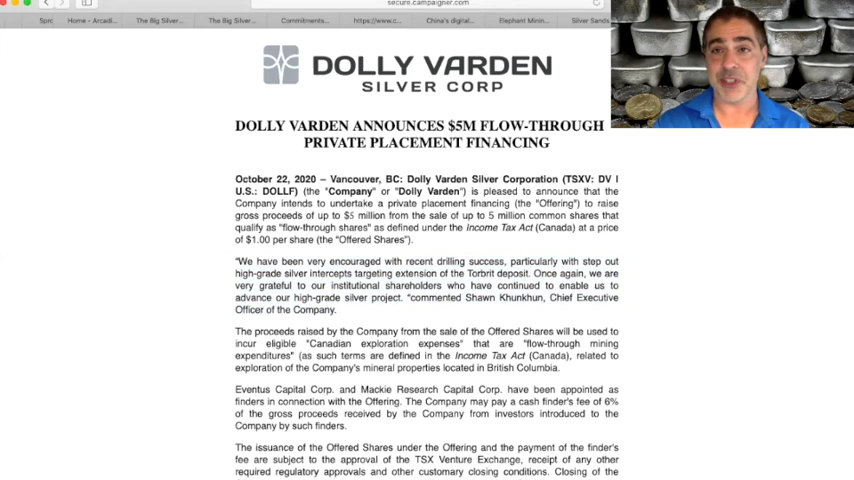 secure.campaigner.com
Home - Arcadi...
The Big Silver...
The Big Silver...
Commitments...
https://www.c...
China's digital...
Elephant Minin...
Silver Sands
DOLLY VARDEN
SILVER CORP
DOLLY VARDEN ANNOUNCES $5M FLOW-THROUGH
PRIVATE PLACEMENT FINANCING
October 22, 2020 – Vancouver, BC: Dolly Varden Silver Corporation (TSXV: DV I
U.S.: DOLLF) (the "Company" or "Dolly Varden") is pleased to announce that the
Company intends to undertake a private placement financing (the "Offering") to raise
gross proceeds of up to $5 million from the sale of up to 5 million common shares that
qualify as "flow-through shares" as defined under the Income Tax Act (Canada) at a price
of $1.00 per share (the "Offered Shares").
"We have been very encouraged with recent drilling success, particularly with step out
high-grade silver intercepts targeting extension of the Torbrit deposit. Once again, we are
very grateful to our institutional shareholders who have continued to enable us to
advance our high-grade silver project. "commented Shawn Khunkhun, Chief Executive
Officer of the Company.
The proceeds raised by the Company from the sale of the Offered Shares will be used to
incur eligible "Canadian exploration expenses" that are "flow-through mining
expenditures" (as such terms are defined in the Income Tax Act (Canada), related to
exploration of the Company's mineral properties located in British Columbia.
Eventus Capital Corp. and Mackie Research Capital Corp. have been appointed as
finders in connection with the Offering. The Company may pay a cash finder's fee of 6%
of the gross proceeds received by the Company from investors introduced to the
Company by such finders.
The issuance of the Offered Shares under the Offering and the payment of the finder's
fee are subject to the approval of the TSX Venture Exchange, receipt of any other
required regulatory approvals and other customary closing conditions. Closing of the